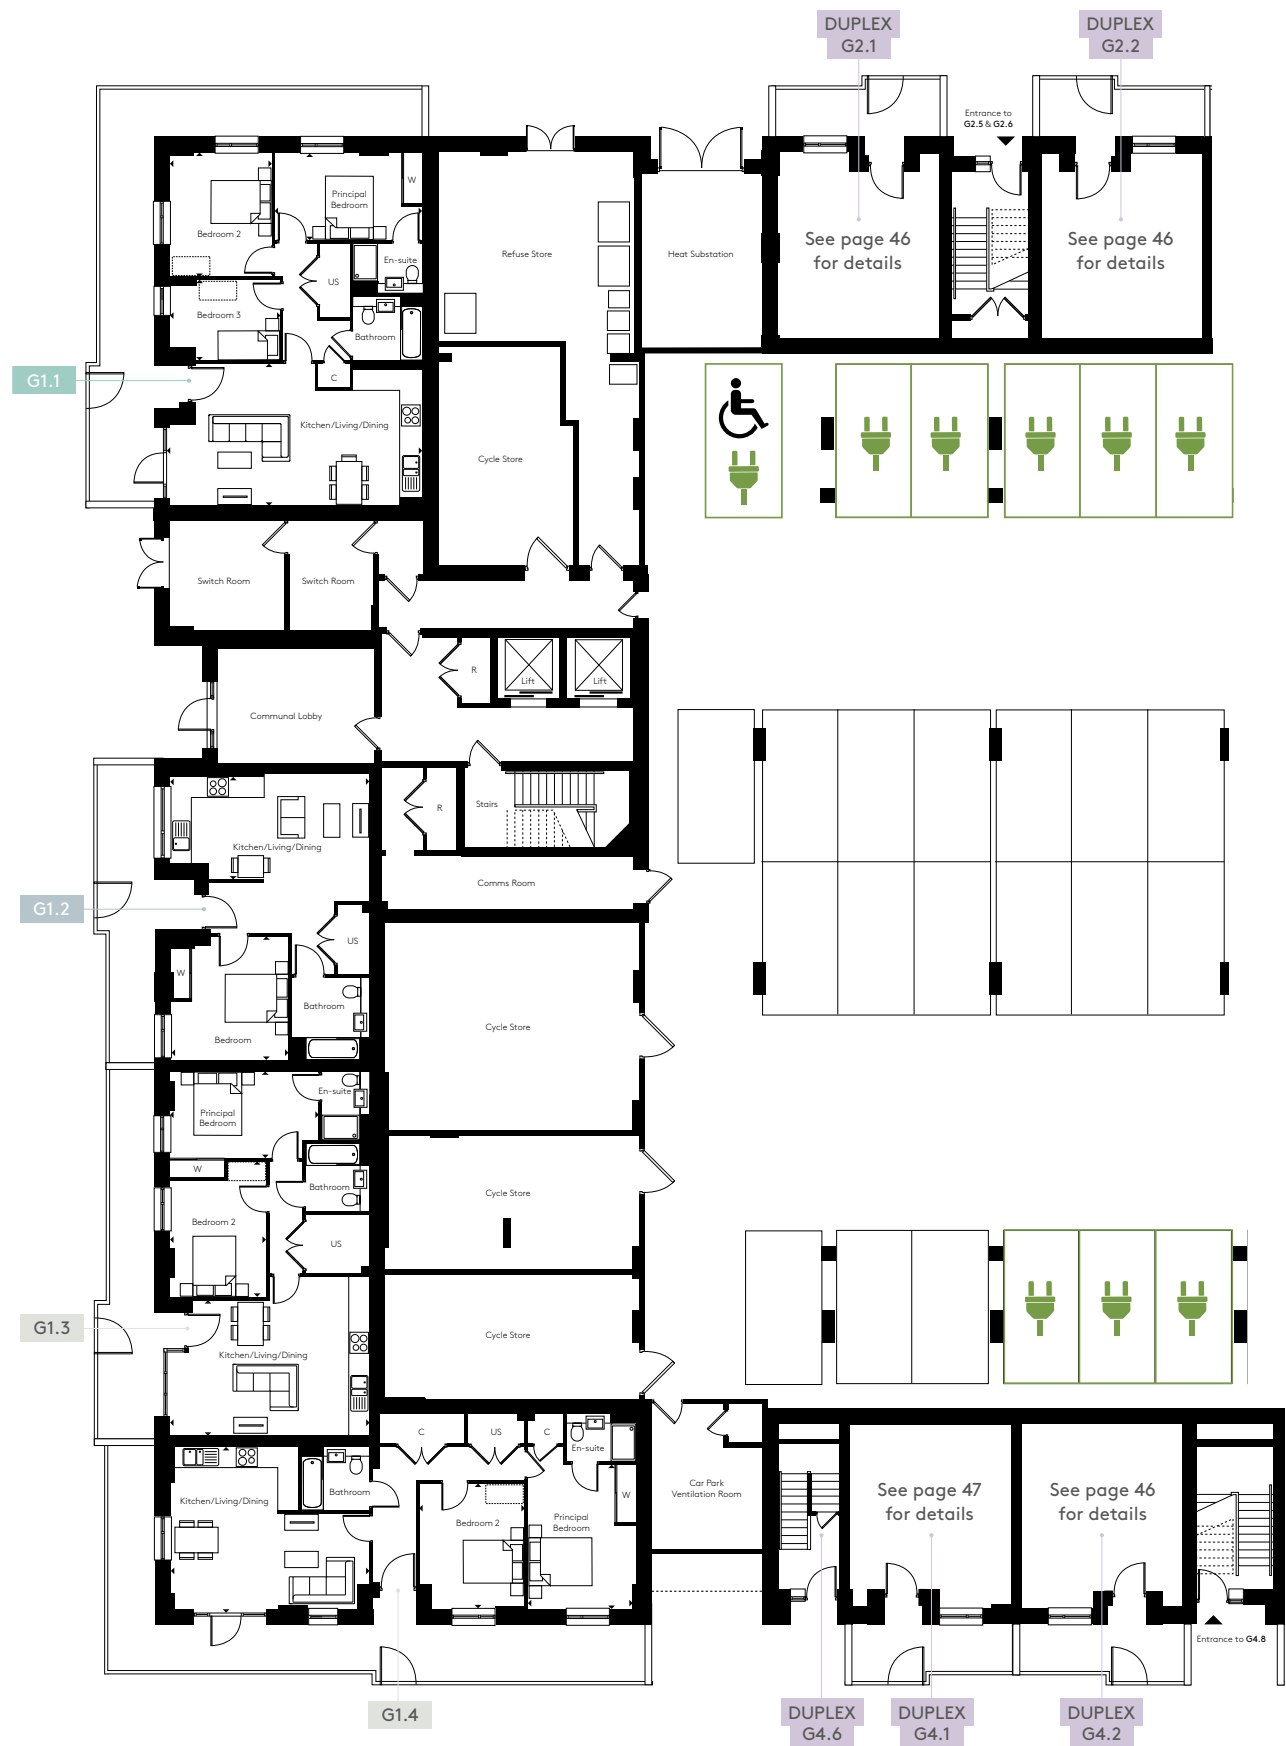 DUPLEX
G2.1
DUPLEX
G2.2
Entrance to
G2.5 & G2.6
Principal
Bedroom
W
Bedroom 2
En-suite
US
Bedroom 3
Bathroom
C
G1.1
Kitchen/Living/Dining
Refuse Store
Heat Substation
See page 46
for details
See page 46
for details
Cycle Store
Switch Room
Switch Room
R
Lift
Lift
Communal Lobby
R
Stairs
Kitchen/Living/Dining
Comms Room
G1.2
US
W
Bathroom
Bedroom
Cycle Store
En-suite
Principal
Bedroom
W
Bathroom
Bedroom 2
US
Cycle Store
G1.3
Kitchen/Living/Dining
Cycle Store
C
US
C
En-suite
Bathroom
Kitchen/Living/Dining
W
Bedroom 2
Principal
Bedroom
Car Park
Ventilation Room
See page 47
for details
See page 46
for details
Entrance to G4.8
G1.4
DUPLEX
G4.6
DUPLEX
G4.1
DUPLEX
G4.2